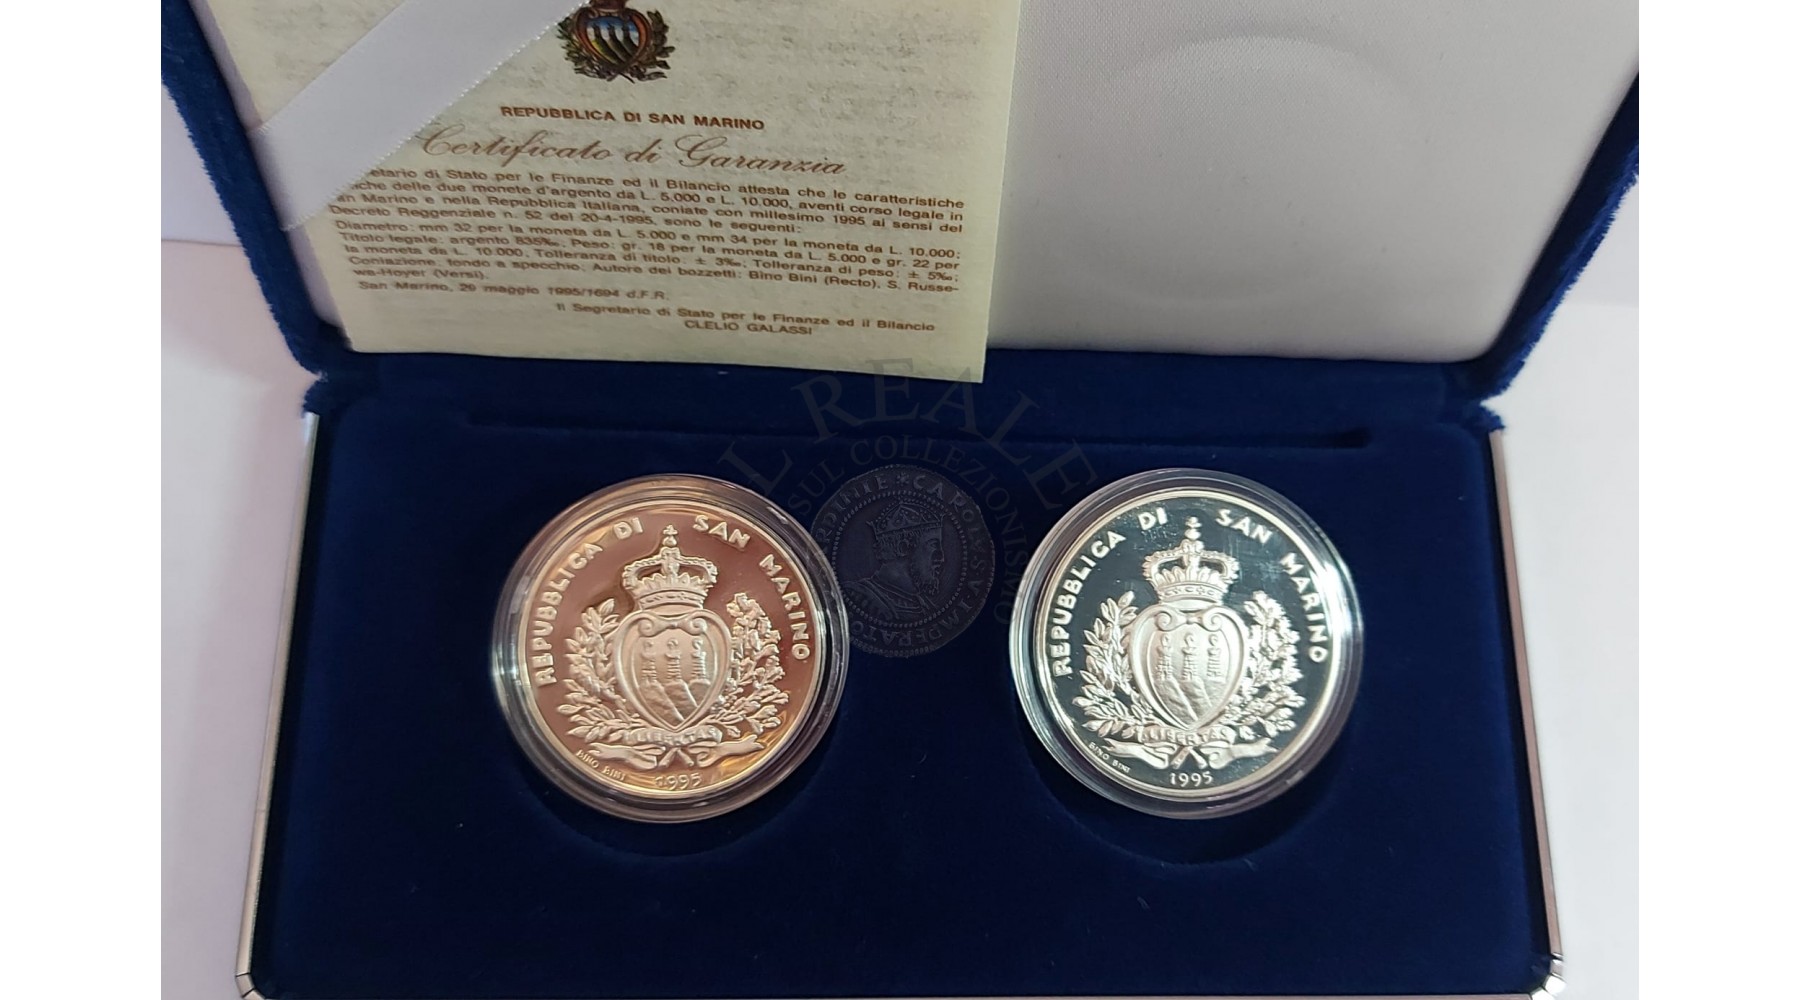 REPUBBLICA DI SAN MARINO
Certificato di Garanzia
etario di Stato per le Finanze ed il Bilancio attesta che le caratteristiche
iche delle due monete d'argento da L. 5.000 e L. 10.000, aventi corso legale in
an Marino e nella Repubblica Italiana, coniate con millesimo 1995 ai sensi del
Decreto Reggenziale n. 52 del 20-4-1995, sono le seguenti:
Diametro: mm 32 per la moneta da L. 5.000 e mm 34 per la moneta da L. 10.000;
Titolo legale: argento 835‰; Peso: gr. 18 per la moneta da L. 5.000 e gr. 22 per
la moneta da L. 10.000; Tolleranza di titolo: ± 3‰; Tolleranza di peso: ± 5‰;
Coniazione: fondo a specchio; Autore dei bozzetti: Bino Bini (Recto), S. Russe-
wa-Hoyer (Versi).
San Marino, 29 maggio 1995/1694 d.F.R.
Il Segretario di Stato per le Finanze ed il Bilancio
CLELIO GALASSI
L REALE
SUL COLLEZIONISMO
CAROLVS V IMPERATO
REPUBBLICA DI SAN MARINO
LIBERTAS
BINO BINI
1995
REPUBBLICA DI SAN MARINO
LIBERTAS
BINO BINI
1995